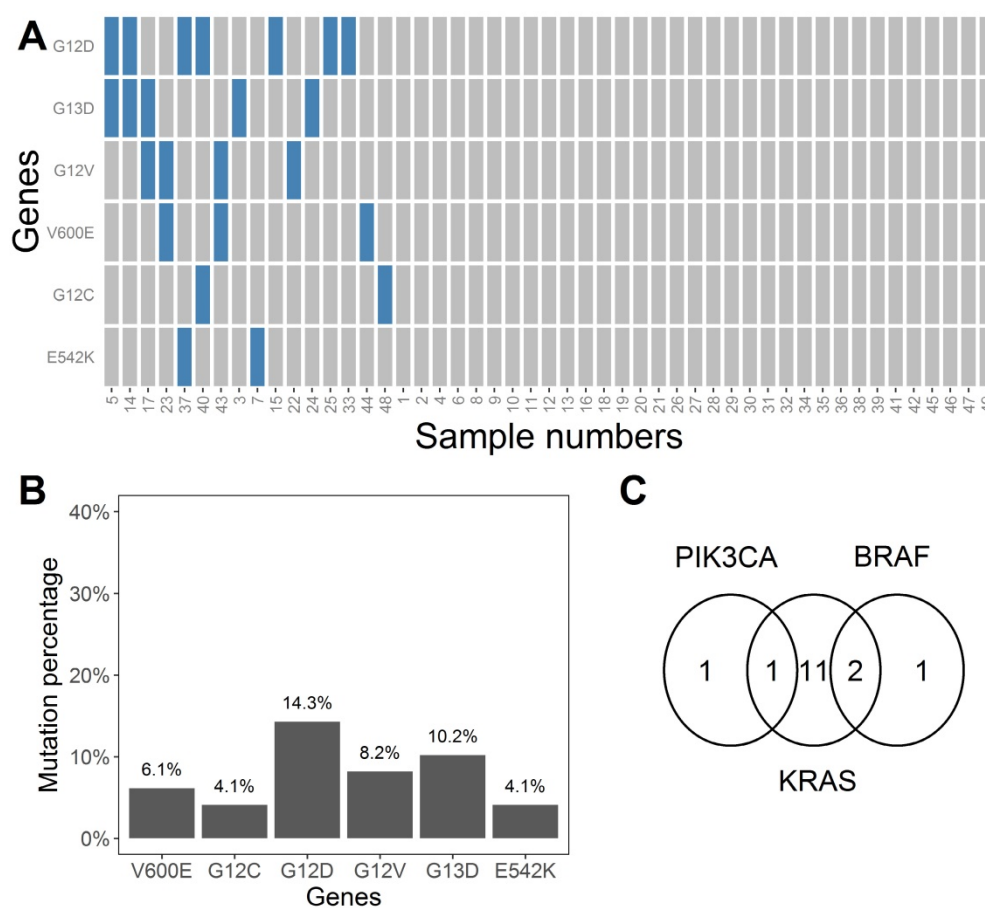 A
Genes
G12D
G13D
G12V
V600E
G12C
E542K
5 14 17 23 37 40 43 3 7 15 22 24 25 33 44 48 1 2 4 6 8 9 10 11 12 13 16 18 19 20 21 26 27 28 29 30 31 32 34 35 36 38 39 41 42 45 46 47
Sample numbers
B
Mutation percentage
40%
30%
20%
10%
0%
6.1%
4.1%
14.3%
8.2%
10.2%
4.1%
V600E G12C G12D G12V G13D E542K
Genes
C
PIK3CA BRAF
1 1 11 2 1
KRAS